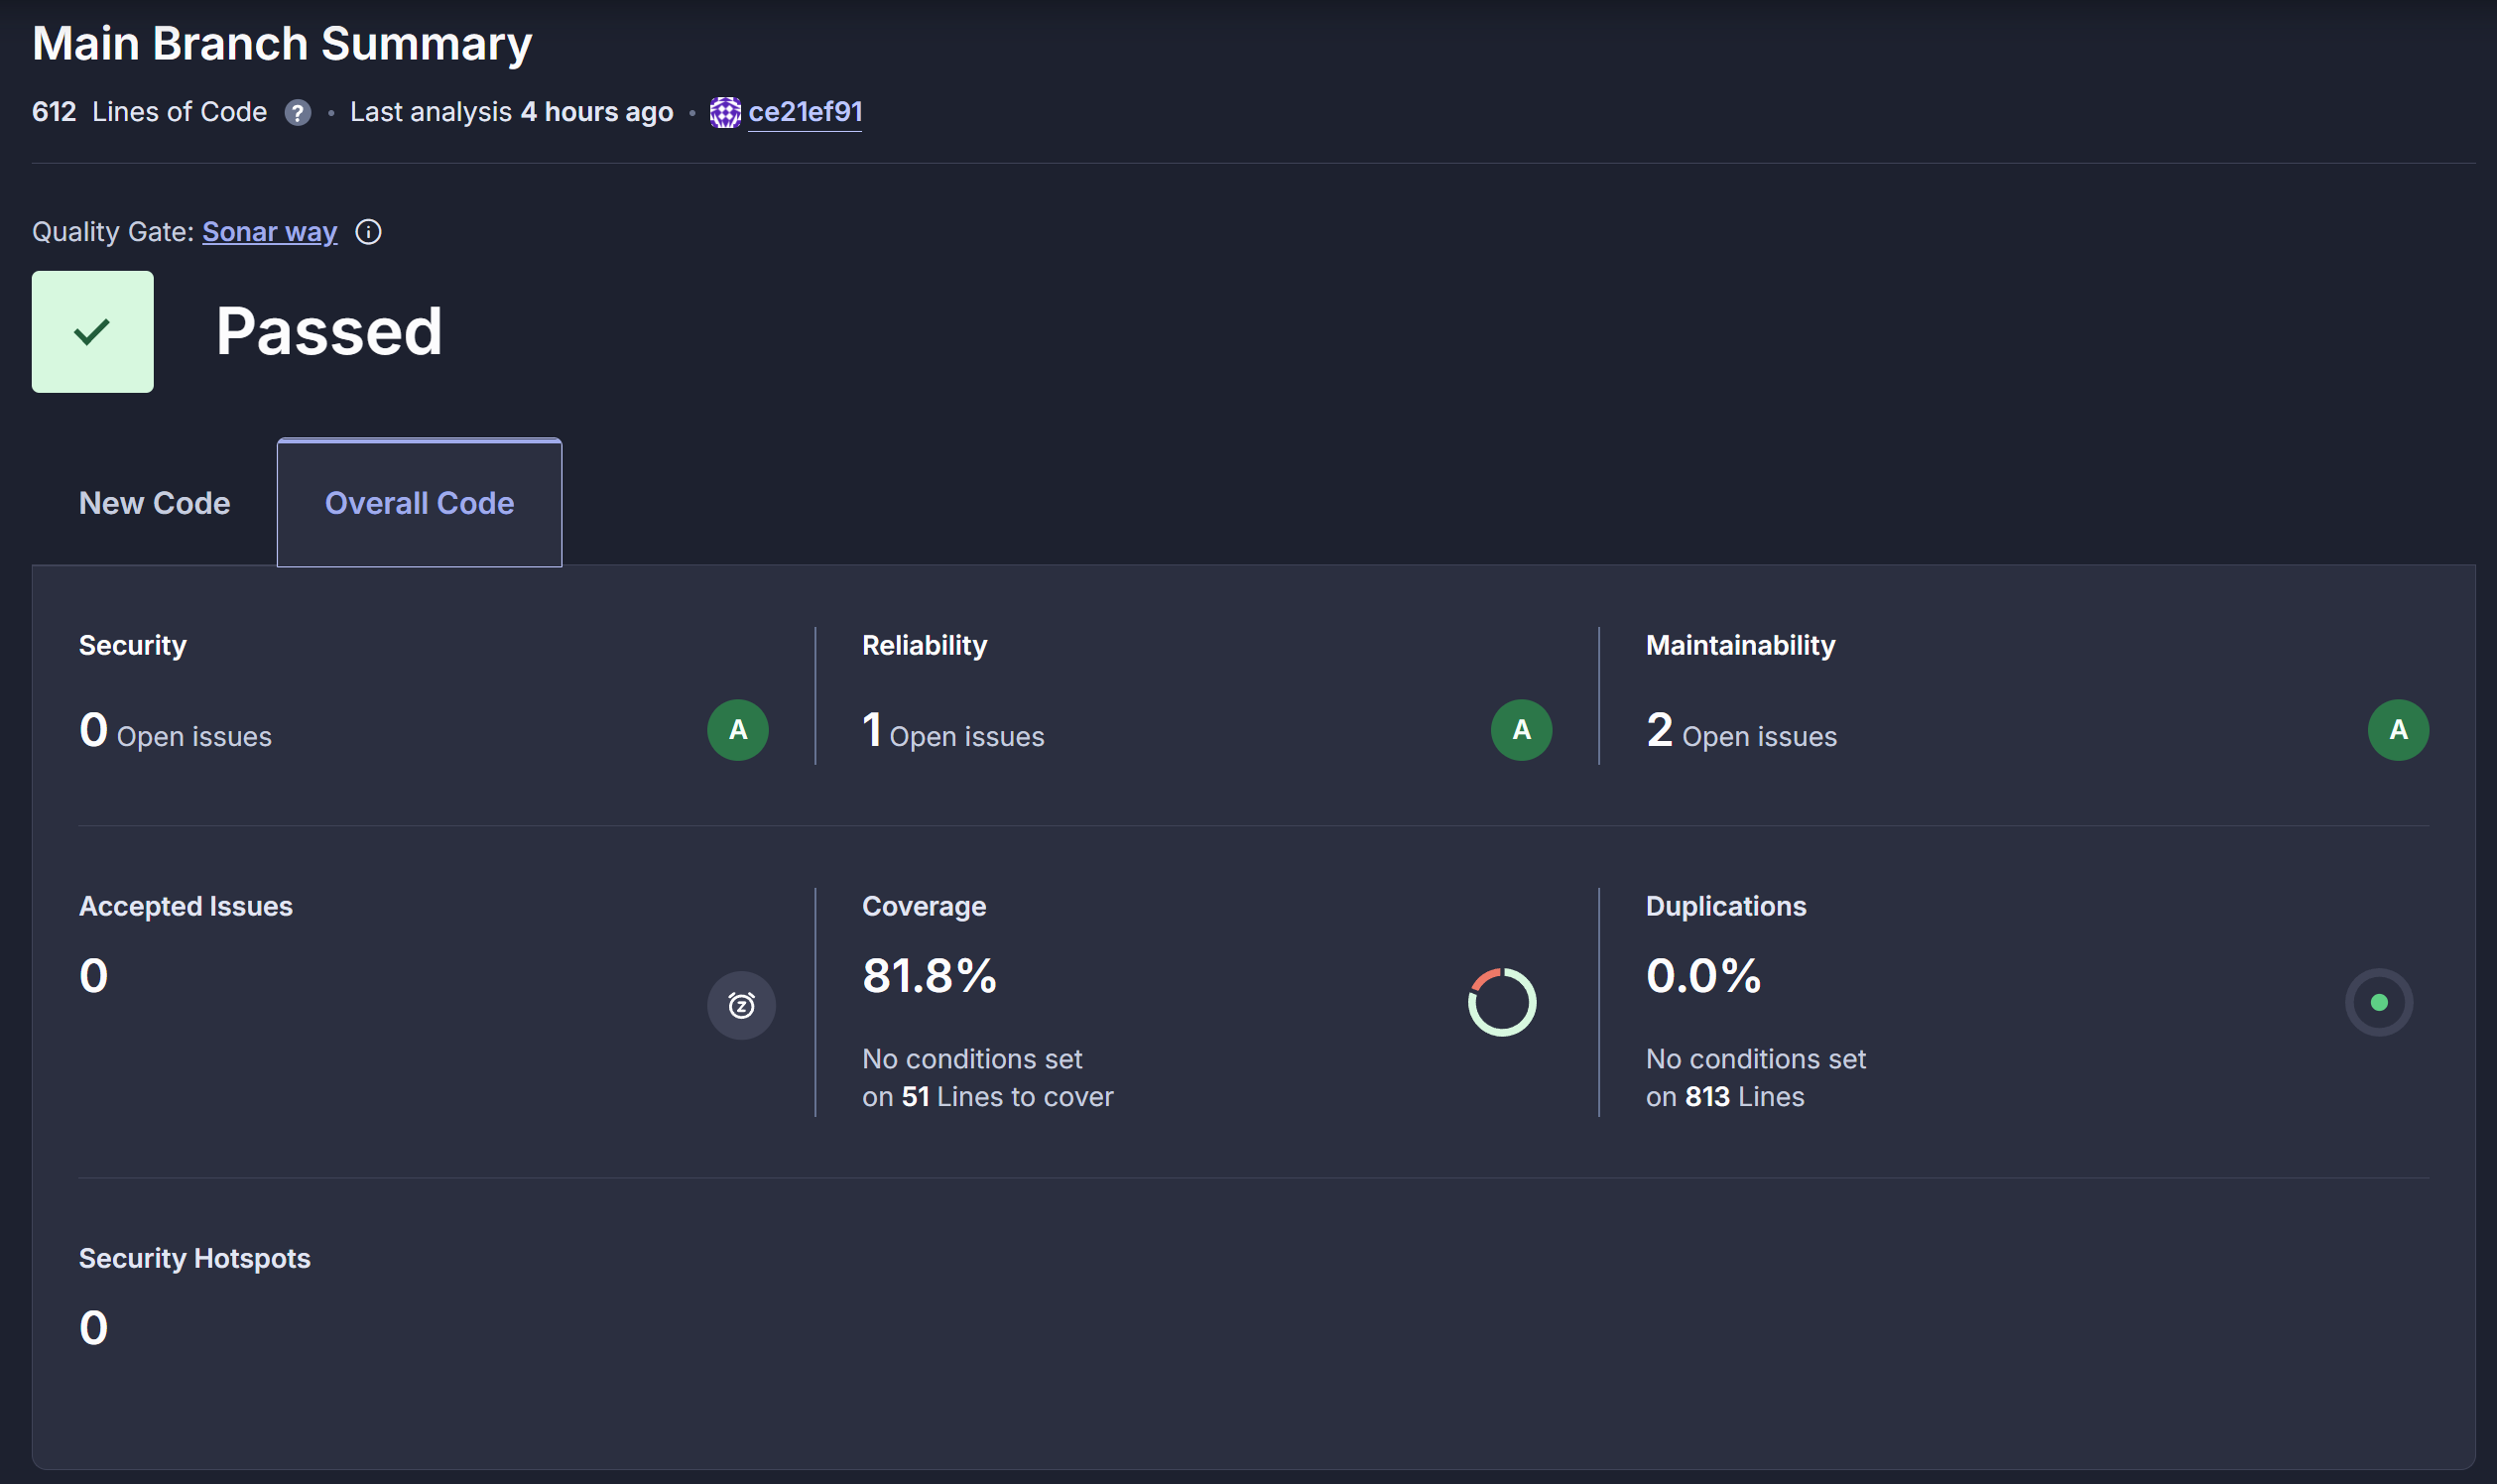 Main Branch Summary
612 Lines of Code ? • Last analysis 4 hours ago • ce21ef91
Quality Gate: Sonar way
Passed
New Code
Overall Code
Security
0 Open issues
A
Reliability
1 Open issues
A
Maintainability
2 Open issues
A
Accepted Issues
0
Coverage
81.8%
No conditions set
on 51 Lines to cover
Duplications
0.0%
No conditions set
on 813 Lines
Security Hotspots
0